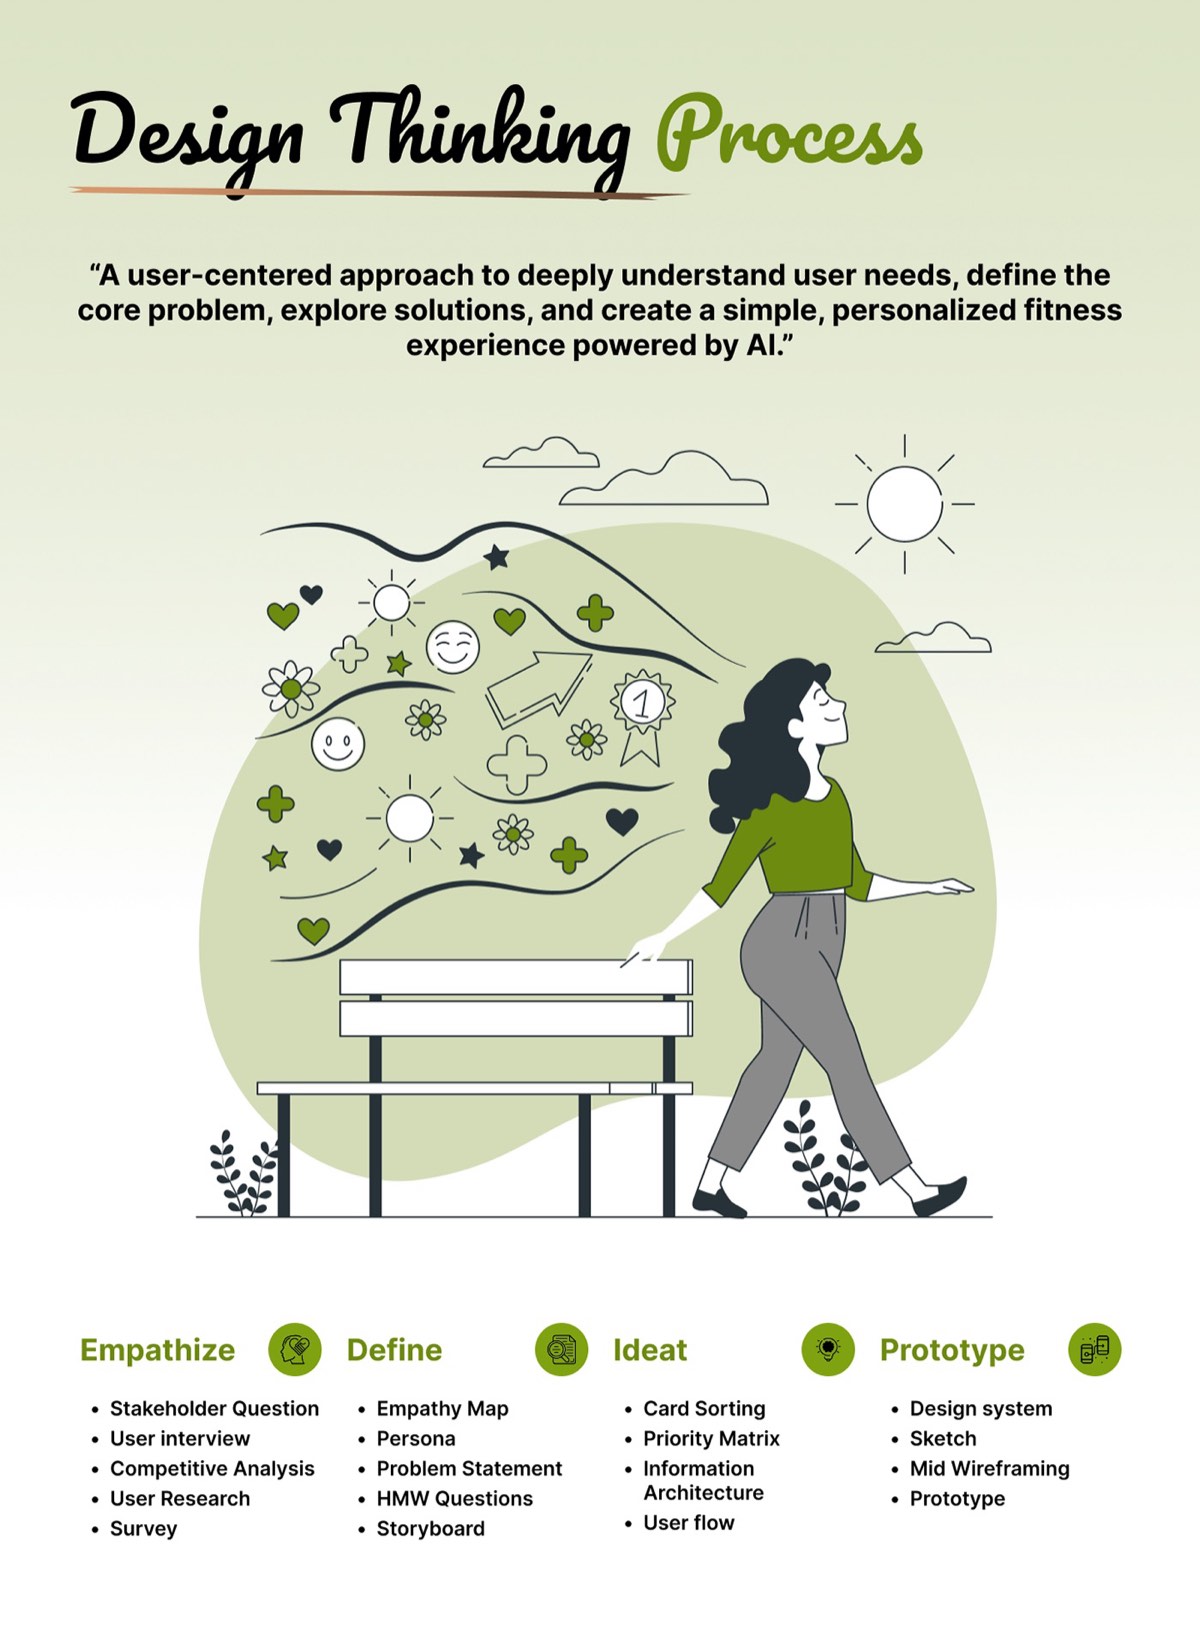 Design Thinking Process
“A user-centered approach to deeply understand user needs, define the
core problem, explore solutions, and create a simple, personalized fitness
experience powered by AI.”
1
Empathize
• Stakeholder Question
• User interview
• Competitive Analysis
• User Research
• Survey
Define
• Empathy Map
• Persona
• Problem Statement
• HMW Questions
• Storyboard
Ideat
• Card Sorting
• Priority Matrix
• Information
Architecture
• User flow
Prototype
• Design system
• Sketch
• Mid Wireframing
• Prototype